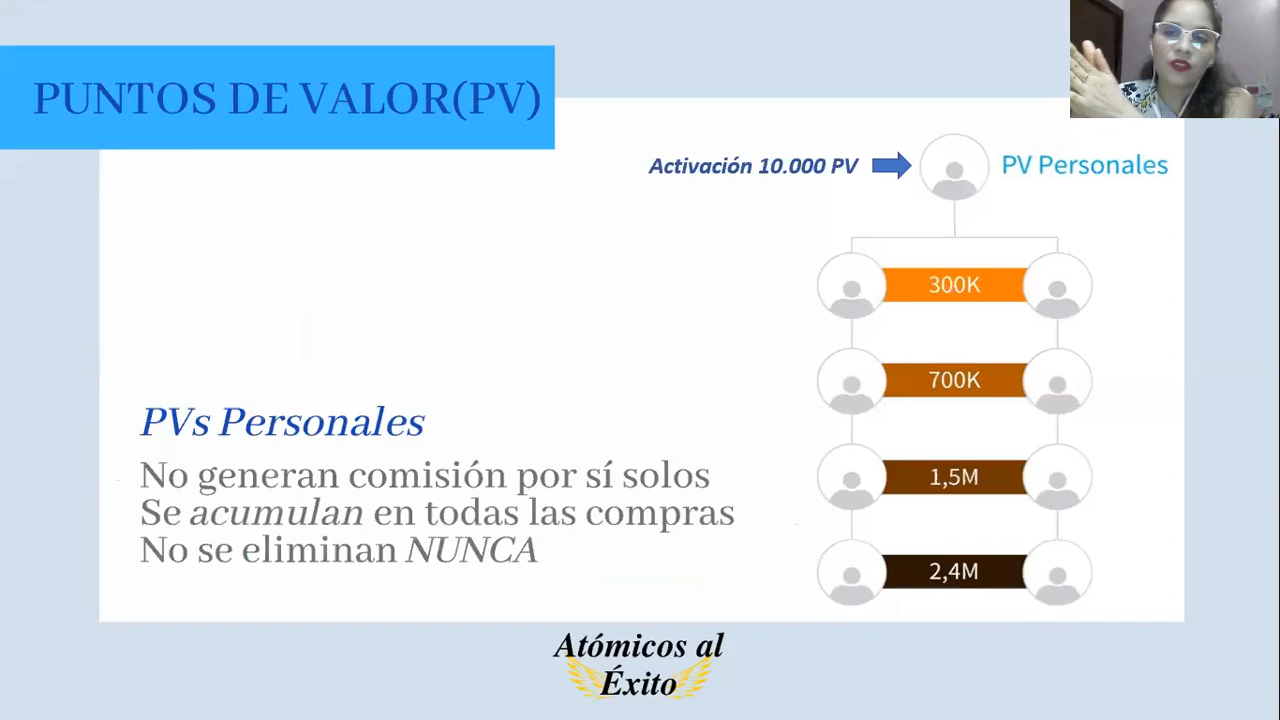 PUNTOS DE VALOR(PV)
Activación 10.000 PV
PV Personales
300K
700K
1,5M
2,4M
PVs Personales
No generan comisión por sí solos
Se acumulan en todas las compras
No se eliminan NUNCA
Atómicos al
Éxito